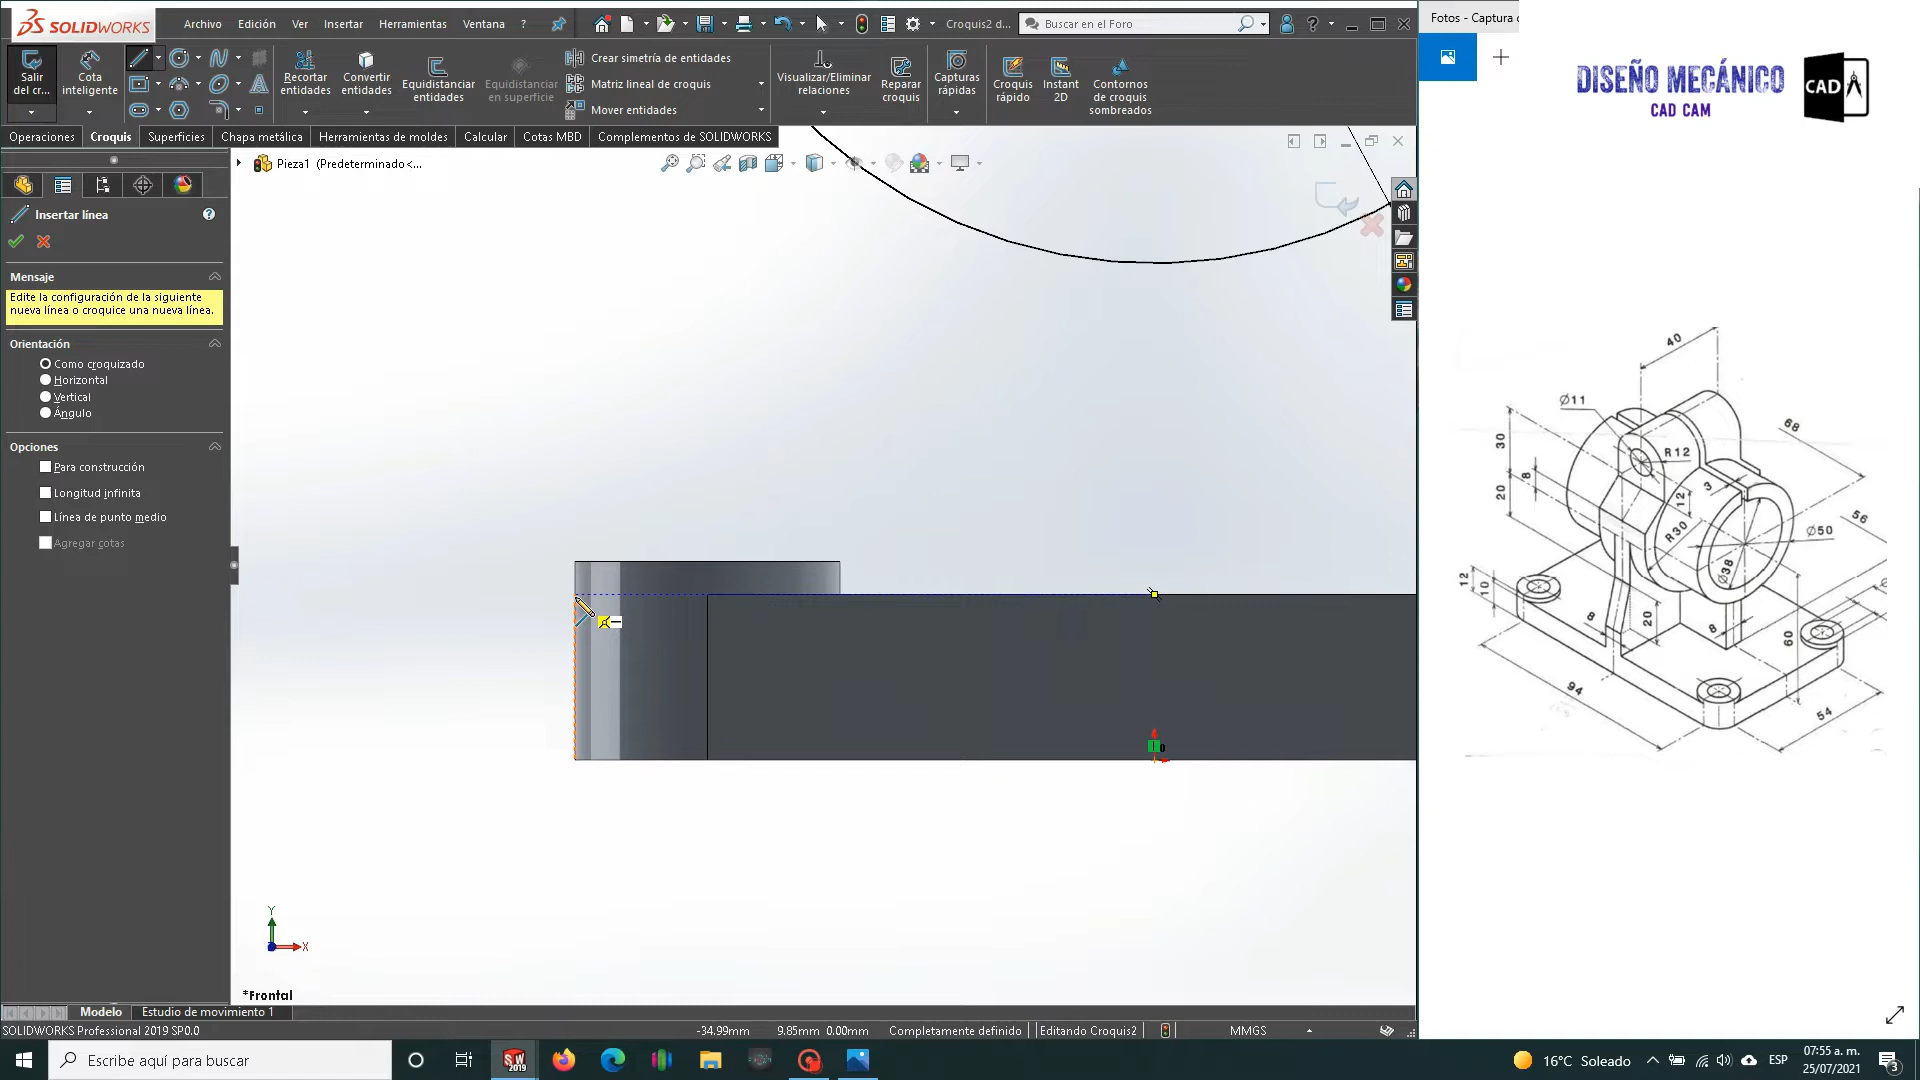 SOLIDWORKS
Archivo
Edición
Ver
Insertar
Herramientas
Ventana
?
Croquis2 d...
Buscar en el Foro
Fotos - Captura
Salir
del cr...
Cota
inteligente
Recortar
entidades
Convertir
entidades
Equidistanciar
entidades
Equidistanciar
en superficie
Crear simetría de entidades
Matriz lineal de croquis
Mover entidades
Visualizar/Eliminar
relaciones
Reparar
croquis
Capturas
rápidas
Croquis
rápido
Instant
2D
Contornos
de croquis
sombreados
DISEÑO MECÁNICO
CAD CAM
CAD
Operaciones
Croquis
Superficies
Chapa metálica
Herramientas de moldes
Calcular
Cotas MBD
Complementos de SOLIDWORKS
Pieza1 (Predeterminado<...
Insertar línea
Mensaje
Edite la configuración de la siguiente
nueva línea o croquice una nueva línea.
Orientación
Como croquizado
Horizontal
Vertical
Ángulo
Opciones
Para construcción
Longitud infinita
Línea de punto medio
Agregar cotas
40
Ø11
68
30
R12
8
3
20
12
56
R30
Ø50
Ø38
12
10
8
20
8
60
94
54
Y
X
*Frontal
Modelo
Estudio de movimiento 1
SOLIDWORKS Professional 2019 SP0.0
-34.99mm
9.85mm
0.00mm
Completamente definido
Editando Croquis2
MMGS
Escribe aquí para buscar
SW
2019
16°C Soleado
ESP
07:55 a. m.
25/07/2021
3